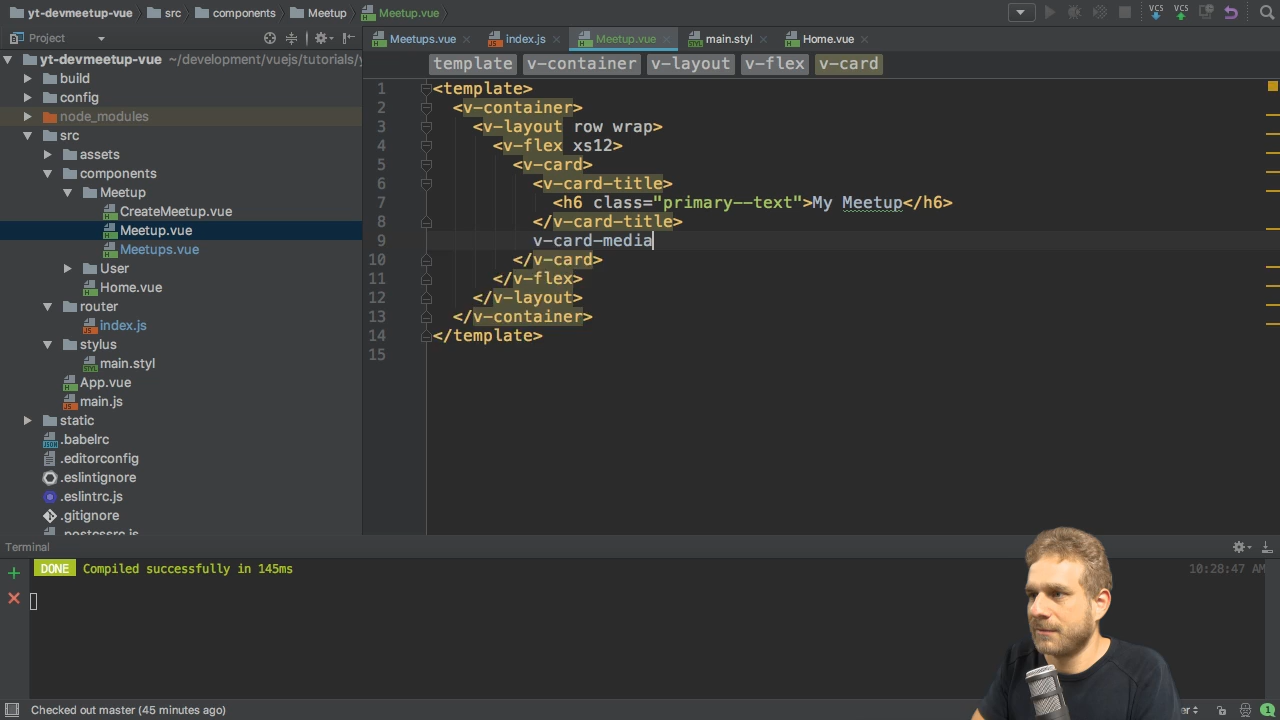 yt-devmeetup-vue src components Meetup Meetup.vue
Project
Meetups.vue index.js Meetup.vue main.styl Home.vue
template v-container v-layout v-flex v-card
yt-devmeetup-vue ~/development/vuejs/tutorials/y
build
config
node_modules
src
assets
components
Meetup
CreateMeetup.vue
Meetup.vue
Meetups.vue
User
Home.vue
router
index.js
stylus
main.styl
App.vue
main.js
static
.babelrc
.editorconfig
.eslintignore
.eslintrc.js
.gitignore
.postcssrc.js
1 <template>
2 <v-container>
3 <v-layout row wrap>
4 <v-flex xs12>
5 <v-card>
6 <v-card-title>
7 <h6 class="primary--text">My Meetup</h6>
8 </v-card-title>
9 v-card-media
10 </v-card>
11 </v-flex>
12 </v-layout>
13 </v-container>
14 </template>
15
Terminal
DONE Compiled successfully in 145ms 10:28:47 AM
Checked out master (45 minutes ago)
1